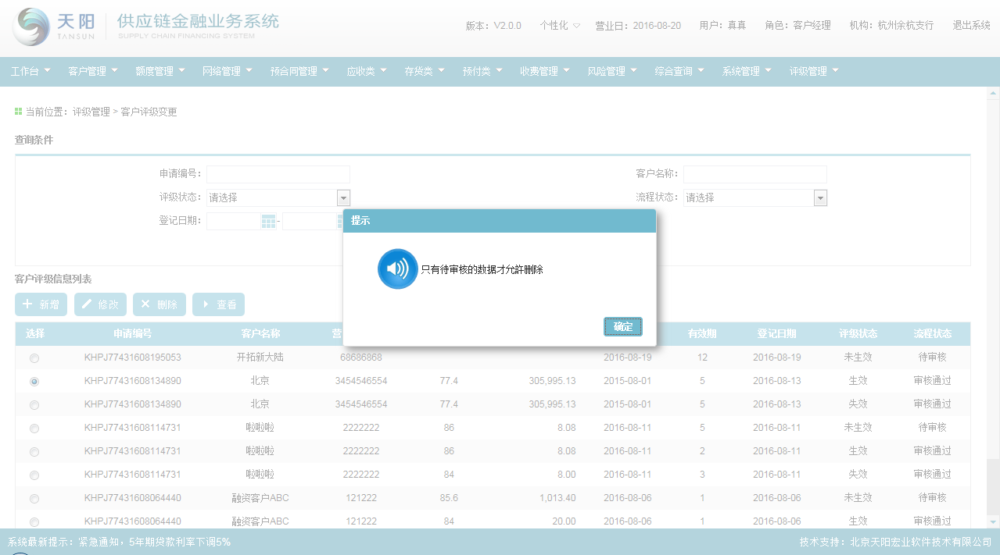 天阳
TANSUN
供应链金融业务系统
SUPPLY CHAIN FINANCING SYSTEM
版本：V2.0.0 个性化 营业日：2016-08-20 用户：真真 角色：客户经理 机构：杭州余杭支行 退出系统
工作台 客户管理 额度管理 网络管理 预合同管理 应收类 存货类 预付类 收费管理 风险管理 综合查询 系统管理 评级管理
当前位置：评级管理 > 客户评级变更
查询条件
申请编号： 客户名称：
评级状态：请选择 流程状态：请选择
登记日期： -
提示
只有待审核的数据才允許删除
确定
客户评级信息列表
新增 修改 删除 查看
选择 申请编号 客户名称 营 有效期 登记日期 评级状态 流程状态
KHPJ77431608195053 开拓新大陆 68686868 2016-08-19 12 2016-08-19 未生效 待审核
KHPJ77431608134890 北京 3454546554 77.4 305,995.13 2015-08-01 5 2016-08-13 生效 审核通过
KHPJ77431608134890 北京 3454546554 77.4 305,995.13 2015-08-01 5 2016-08-13 失效 审核通过
KHPJ77431608114731 啦啦啦 2222222 86 8.08 2016-08-11 5 2016-08-11 未生效 待审核
KHPJ77431608114731 啦啦啦 2222222 86 8.08 2016-08-11 2 2016-08-11 生效 审核通过
KHPJ77431608114731 啦啦啦 2222222 84 8.00 2016-08-11 3 2016-08-11 失效 审核通过
KHPJ77431608064440 融资客户ABC 121222 85.6 1,013.40 2016-08-06 1 2016-08-06 未生效 待审核
KHPJ77431608064440 融资客户ABC 121222 84 20.00 2016-08-06 1 2016-08-06 生效 审核通过
系统最新提示：紧急通知，5年期贷款利率下调5% 技术支持：北京天阳宏业软件技术有限公司